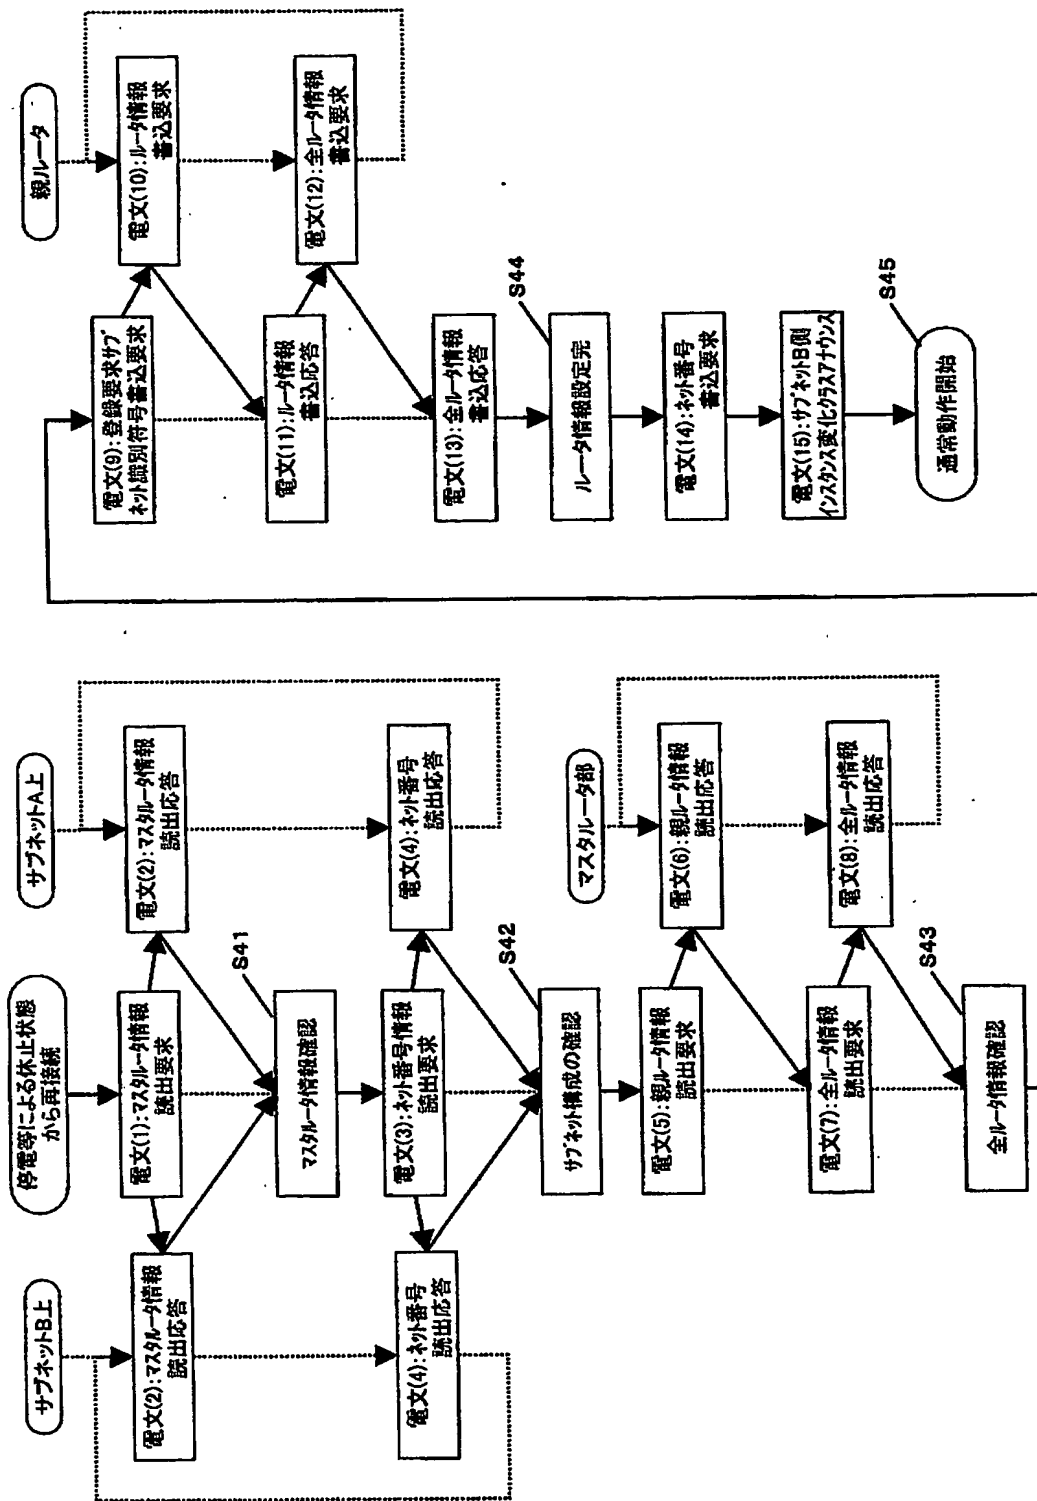 サブネットB上
電文(2):マスタルータ情報
読出応答
電文(4):ネット番号
読出応答
停電等による休止状態
から再接続
電文(1):マスタルータ情報
読出要求
S41
マスタルータ情報確認
電文(3):ネット番号情報
読出要求
S42
サブネット構成の確認
電文(5):親ルータ情報
読出要求
電文(7):全ルータ情報
読出要求
S43
全ルータ情報確認
サブネットA上
電文(2):マスタルータ情報
読出応答
電文(4):ネット番号
読出応答
マスタルータ部
電文(6):親ルータ情報
読出応答
電文(8):全ルータ情報
読出応答
電文(9):登録要求サブ
ネット識別符号書込要求
電文(11):ルータ情報
書込応答
電文(13):全ルータ情報
書込応答
S44
ルータ情報設定完
電文(14):ネット番号
書込要求
電文(15):サブネットB側
インスタンス変化クラスアナウンス
S45
通常動作開始
親ルータ
電文(10):ルータ情報
書込要求
電文(12):全ルータ情報
書込要求